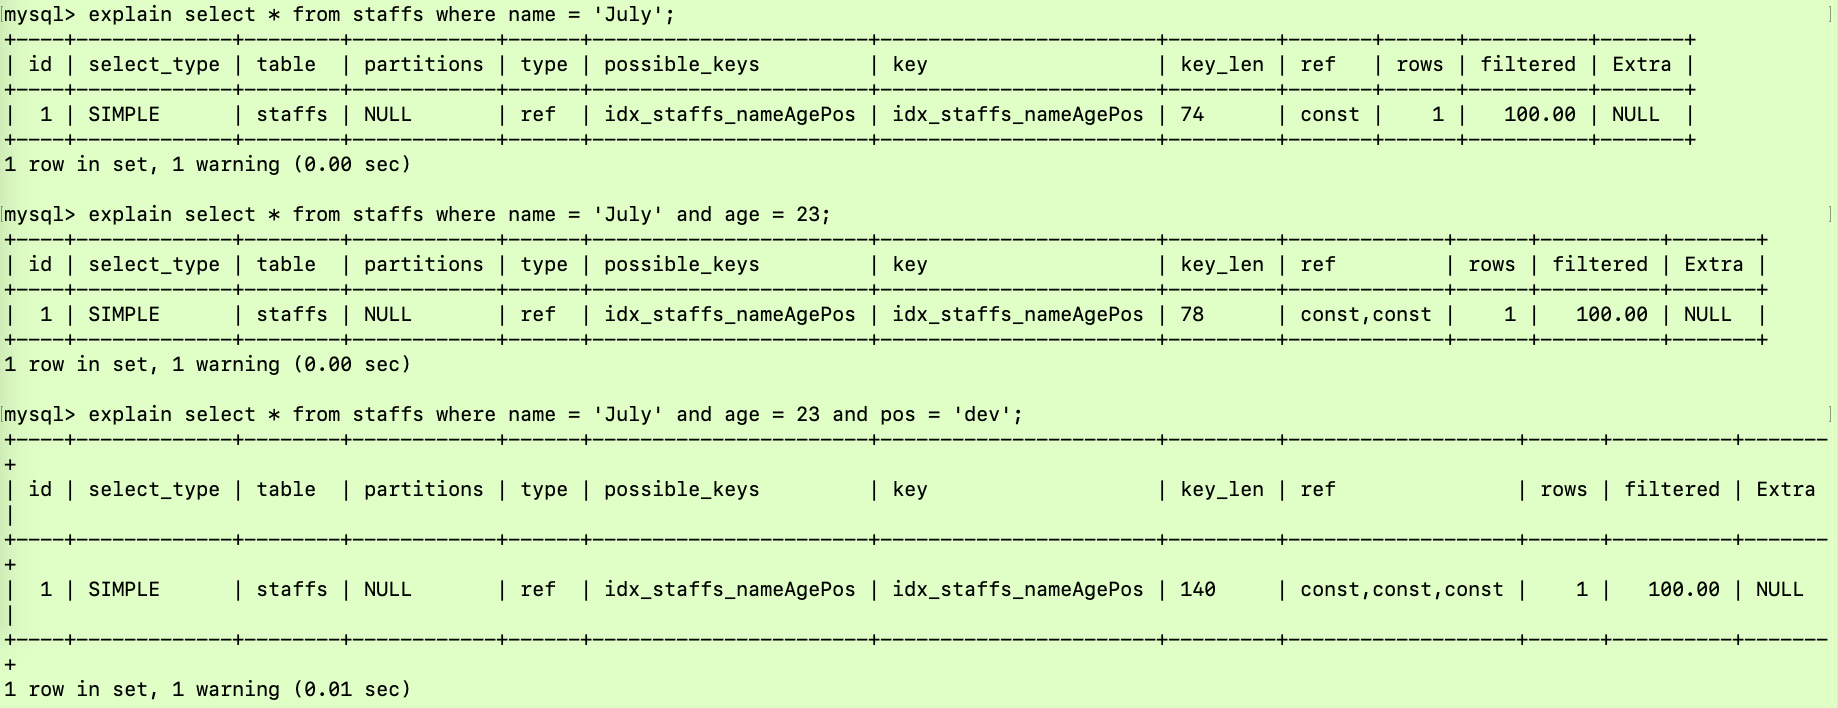 mysql> explain select * from staffs where name = 'July';
+----+-------------+--------+------------+------+-----------------------+-----------------------+---------+-------+------+----------+-------+
| id | select_type | table  | partitions | type | possible_keys         | key                   | key_len | ref   | rows | filtered | Extra |
+----+-------------+--------+------------+------+-----------------------+-----------------------+---------+-------+------+----------+-------+
|  1 | SIMPLE      | staffs | NULL       | ref  | idx_staffs_nameAgePos | idx_staffs_nameAgePos | 74      | const |    1 |   100.00 | NULL  |
+----+-------------+--------+------------+------+-----------------------+-----------------------+---------+-------+------+----------+-------+
1 row in set, 1 warning (0.00 sec)

mysql> explain select * from staffs where name = 'July' and age = 23;
+----+-------------+--------+------------+------+-----------------------+-----------------------+---------+-------------+------+----------+-------+
| id | select_type | table  | partitions | type | possible_keys         | key                   | key_len | ref         | rows | filtered | Extra |
+----+-------------+--------+------------+------+-----------------------+-----------------------+---------+-------------+------+----------+-------+
|  1 | SIMPLE      | staffs | NULL       | ref  | idx_staffs_nameAgePos | idx_staffs_nameAgePos | 78      | const,const |    1 |   100.00 | NULL  |
+----+-------------+--------+------------+------+-----------------------+-----------------------+---------+-------------+------+----------+-------+
1 row in set, 1 warning (0.00 sec)

mysql> explain select * from staffs where name = 'July' and age = 23 and pos = 'dev';
+----+-------------+--------+------------+------+-----------------------+-----------------------+---------+-------------------+------+----------+-------
+
| id | select_type | table  | partitions | type | possible_keys         | key                   | key_len | ref               | rows | filtered | Extra
|
+----+-------------+--------+------------+------+-----------------------+-----------------------+---------+-------------------+------+----------+-------
+
|  1 | SIMPLE      | staffs | NULL       | ref  | idx_staffs_nameAgePos | idx_staffs_nameAgePos | 140     | const,const,const |    1 |   100.00 | NULL
|
+----+-------------+--------+------------+------+-----------------------+-----------------------+---------+-------------------+------+----------+-------
+
1 row in set, 1 warning (0.01 sec)